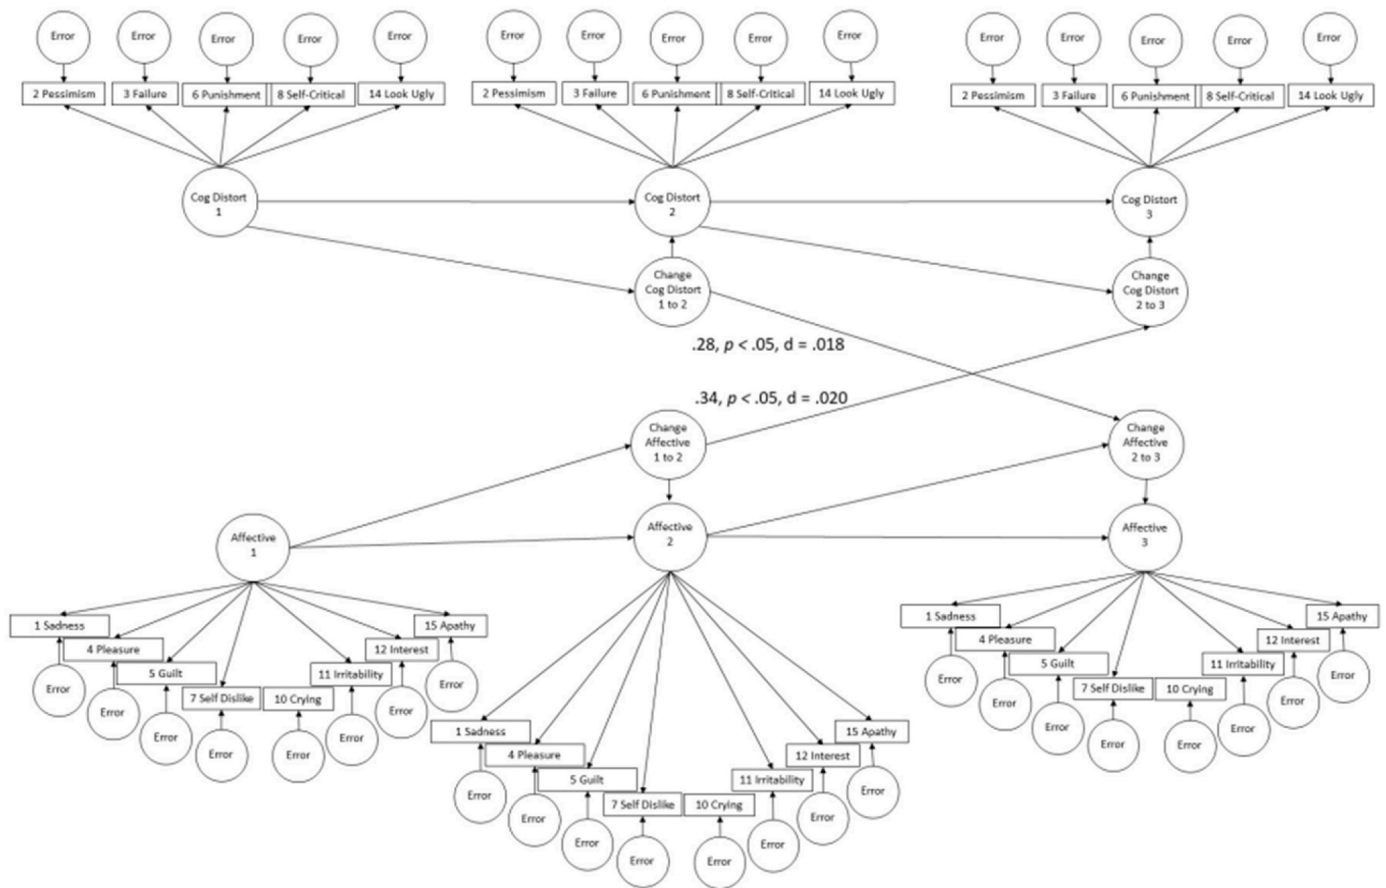 Error Error Error Error Error Error Error Error Error Error Error Error Error Error Error
2 Pessimism 3 Failure 6 Punishment 8 Self-Critical 14 Look Ugly 2 Pessimism 3 Failure 6 Punishment 8 Self-Critical 14 Look Ugly 2 Pessimism 3 Failure 6 Punishment 8 Self-Critical 14 Look Ugly
Cog Distort
1
Cog Distort
2
Cog Distort
3
Change
Cog Distort
1 to 2
Change
Cog Distort
2 to 3
.28, p < .05, d = .018
.34, p < .05, d = .020
Change
Affective
1 to 2
Change
Affective
2 to 3
Affective
1
Affective
2
Affective
3
1 Sadness
4 Pleasure
5 Guilt
7 Self Dislike
10 Crying
11 Irritability
12 Interest
15 Apathy
Error
Error
Error
Error
Error
Error
Error
Error
1 Sadness
4 Pleasure
5 Guilt
7 Self Dislike
10 Crying
11 Irritability
12 Interest
15 Apathy
Error
Error
Error
Error
Error
Error
Error
Error
1 Sadness
4 Pleasure
5 Guilt
7 Self Dislike
10 Crying
11 Irritability
12 Interest
15 Apathy
Error
Error
Error
Error
Error
Error
Error
Error